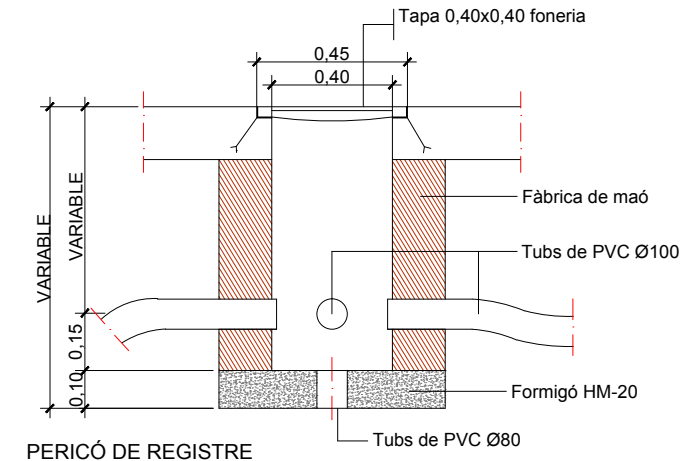 Tapa 0,40x0,40 foneria
0,45
0,40
VARIABLE
VARIABLE
Fàbrica de maó
Tubs de PVC Ø100
0,15
0,10
Formigó HM-20
Tubs de PVC Ø80
PERICÓ DE REGISTRE